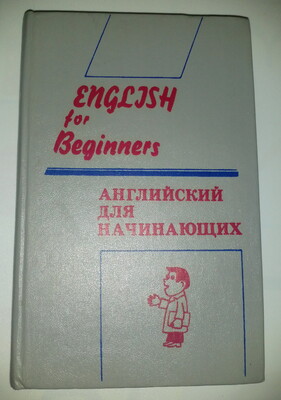 ENGLISH
for
Beginners
АНГЛИЙСКИЙ
ДЛЯ
НАЧИНАЮЩИХ